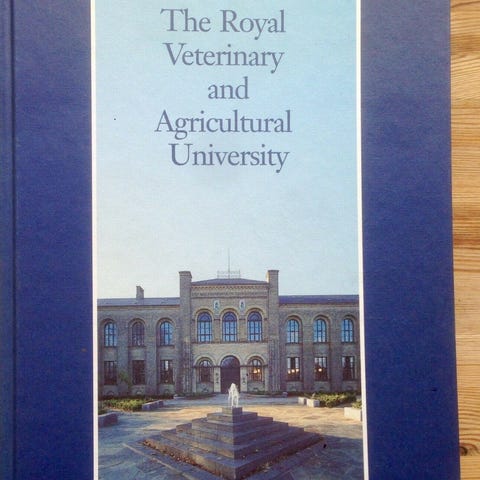 The Royal
Veterinary
and
Agricultural
University